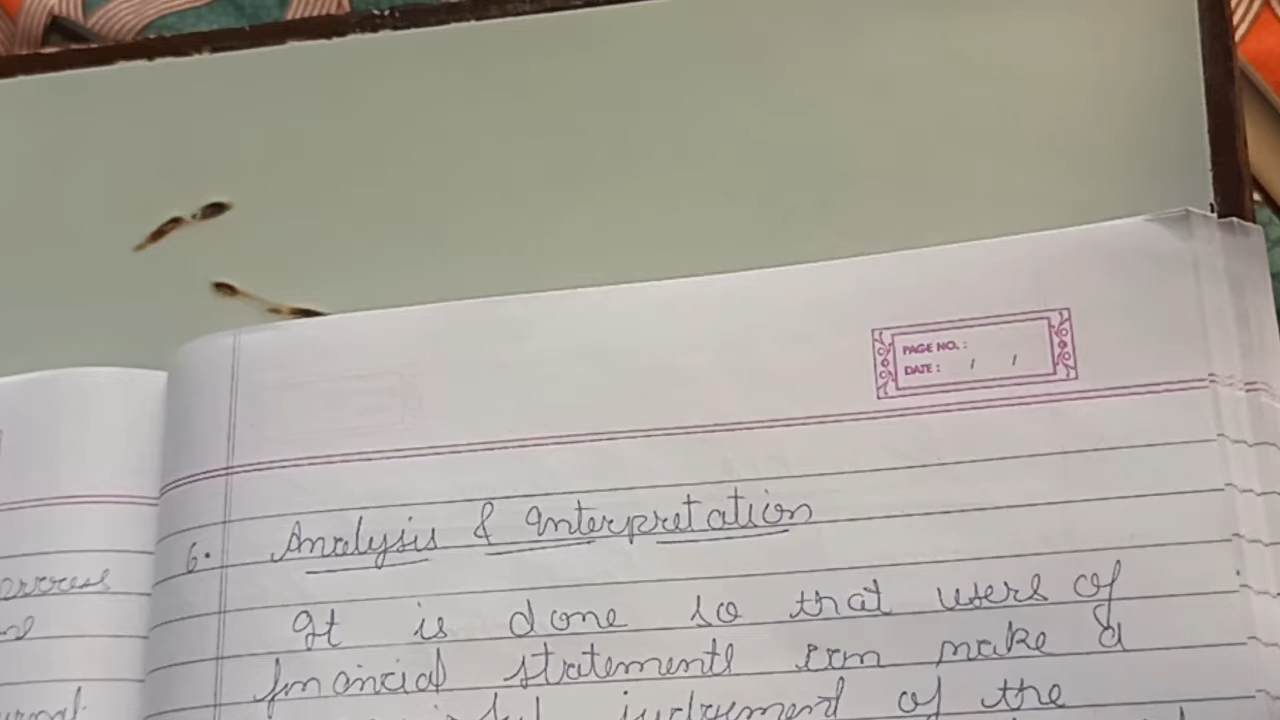 PAGE NO. :
DATE : / /
6. Analysis & Interpretation
It is done so that users of
financial statements can make a
judgement of the
process